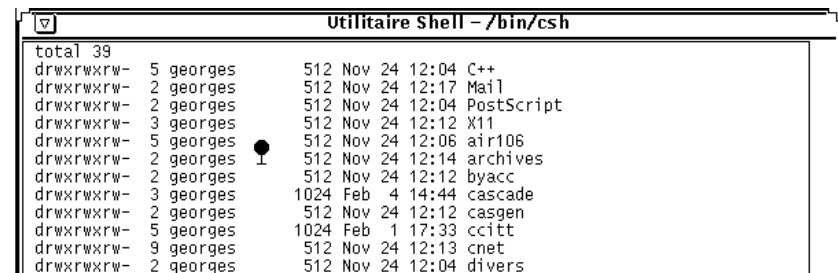 Utilitaire Shell - /bin/csh
total 39
drwxrwxrw- 5 georges 512 Nov 24 12:04 C++
drwxrwxrw- 2 georges 512 Nov 24 12:17 Mail
drwxrwxrw- 2 georges 512 Nov 24 12:04 PostScript
drwxrwxrw- 3 georges 512 Nov 24 12:12 X11
drwxrwxrw- 5 georges 512 Nov 24 12:06 air106
drwxrwxrw- 2 georges 512 Nov 24 12:14 archives
drwxrwxrw- 2 georges 512 Nov 24 12:12 byacc
drwxrwxrw- 3 georges 1024 Feb 4 14:44 cascade
drwxrwxrw- 2 georges 512 Nov 24 12:12 casgen
drwxrwxrw- 5 georges 1024 Feb 1 17:33 ccitt
drwxrwxrw- 9 georges 512 Nov 24 12:13 cnet
drwxrwxrw- 2 georges 512 Nov 24 12:04 divers